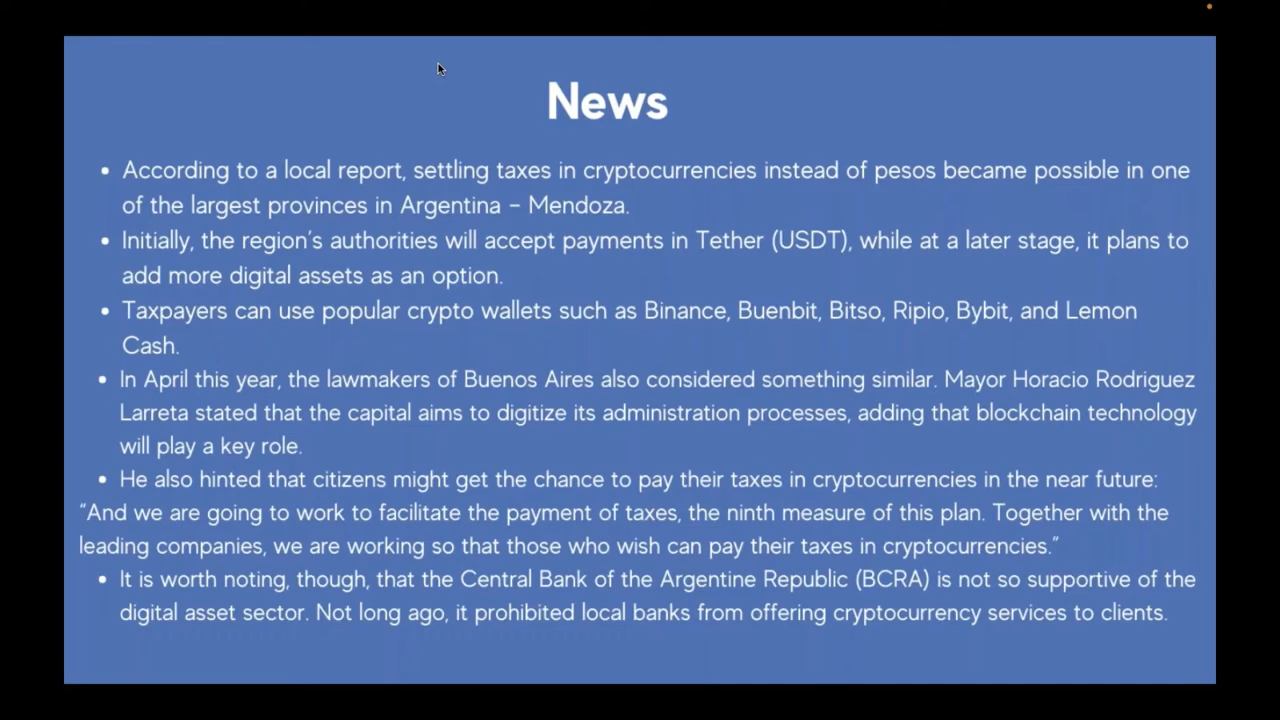 News
• According to a local report, settling taxes in cryptocurrencies instead of pesos became possible in one
of the largest provinces in Argentina – Mendoza.
• Initially, the region's authorities will accept payments in Tether (USDT), while at a later stage, it plans to
add more digital assets as an option.
• Taxpayers can use popular crypto wallets such as Binance, Buenbit, Bitso, Ripio, Bybit, and Lemon
Cash.
• In April this year, the lawmakers of Buenos Aires also considered something similar. Mayor Horacio Rodriguez
Larreta stated that the capital aims to digitize its administration processes, adding that blockchain technology
will play a key role.
• He also hinted that citizens might get the chance to pay their taxes in cryptocurrencies in the near future:
“And we are going to work to facilitate the payment of taxes, the ninth measure of this plan. Together with the
leading companies, we are working so that those who wish can pay their taxes in cryptocurrencies.”
• It is worth noting, though, that the Central Bank of the Argentine Republic (BCRA) is not so supportive of the
digital asset sector. Not long ago, it prohibited local banks from offering cryptocurrency services to clients.